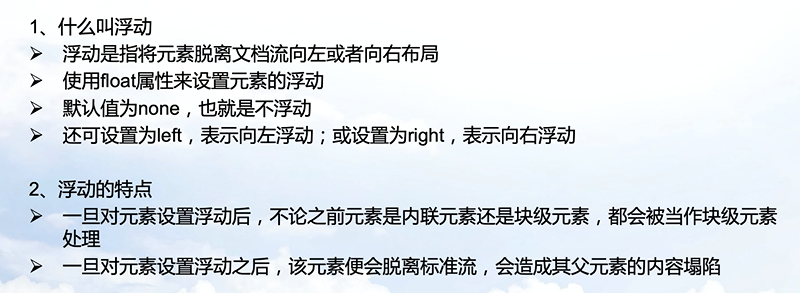 1、什么叫浮动
➢ 浮动是指将元素脱离文档流向左或者向右布局
➢ 使用float属性来设置元素的浮动
➢ 默认值为none，也就是不浮动
➢ 还可设置为left，表示向左浮动；或设置为right，表示向右浮动
2、浮动的特点
➢ 一旦对元素设置浮动后，不论之前元素是内联元素还是块级元素，都会被当作块级元素
处理
➢ 一旦对元素设置浮动之后，该元素便会脱离标准流，会造成其父元素的内容塌陷